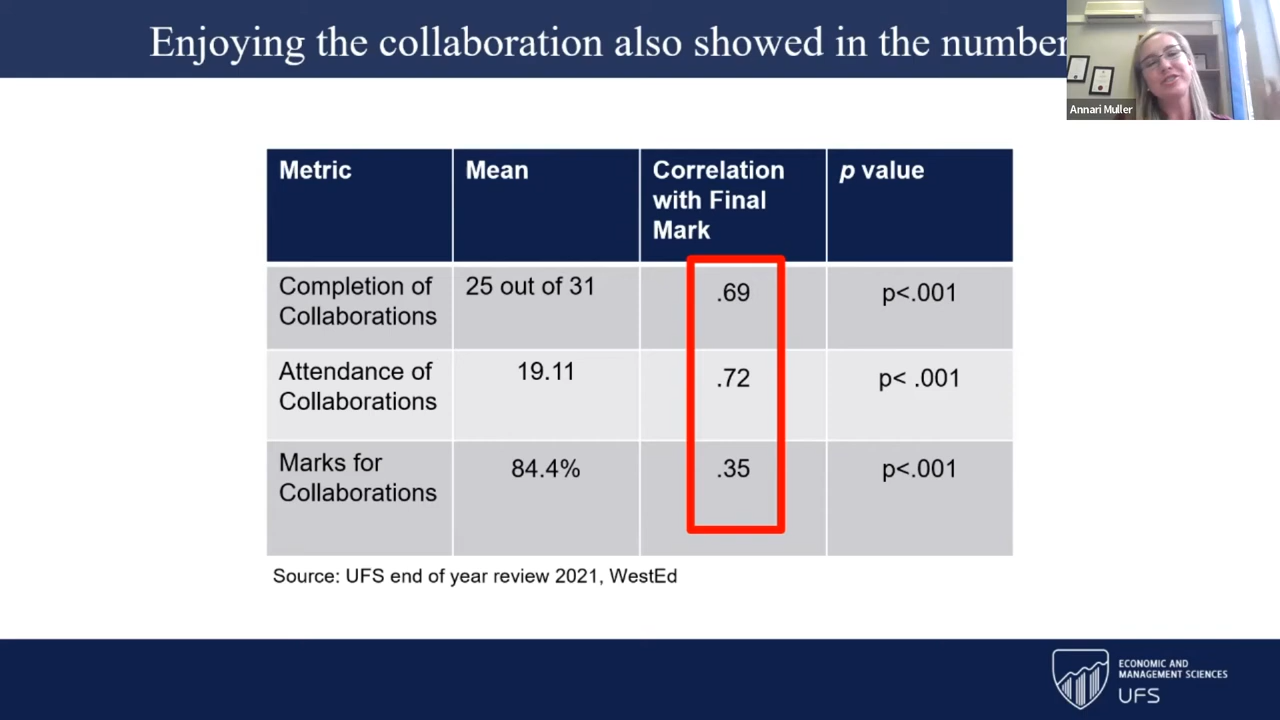 Enjoying the collaboration also showed in the number
Annari Muller
Metric
Mean
Correlation
with Final
Mark
p value
Completion of
Collaborations
25 out of 31
.69
p<.001
Attendance of
Collaborations
19.11
.72
p< .001
Marks for
Collaborations
84.4%
.35
p<.001
Source: UFS end of year review 2021, WestEd
ECONOMIC AND
MANAGEMENT SCIENCES
UFS